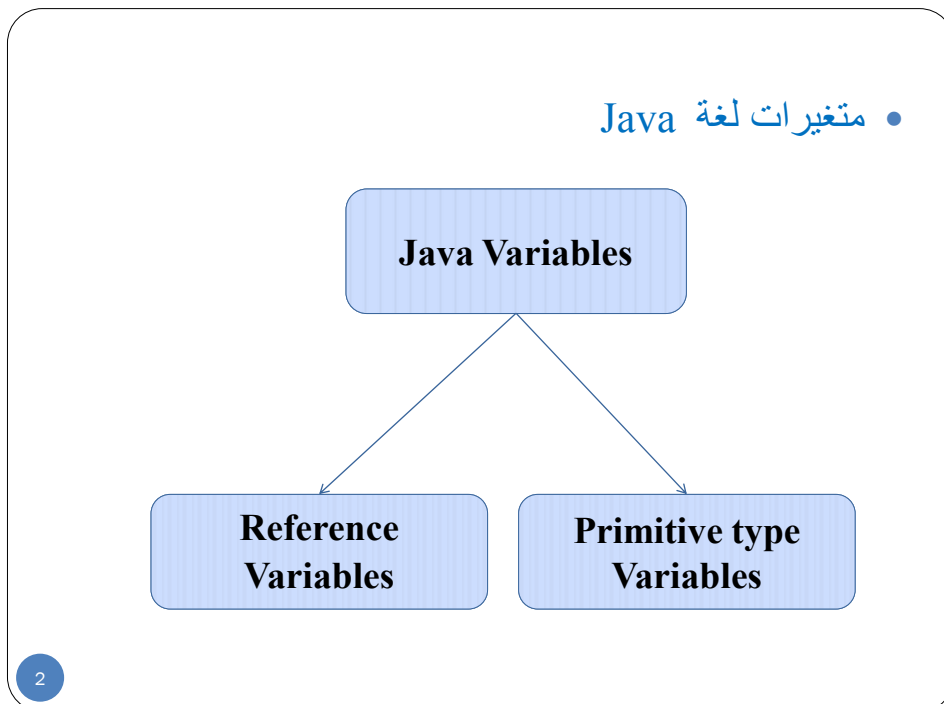 • متغيرات لغة Java
Java Variables
Reference
Variables
Primitive type
Variables
2